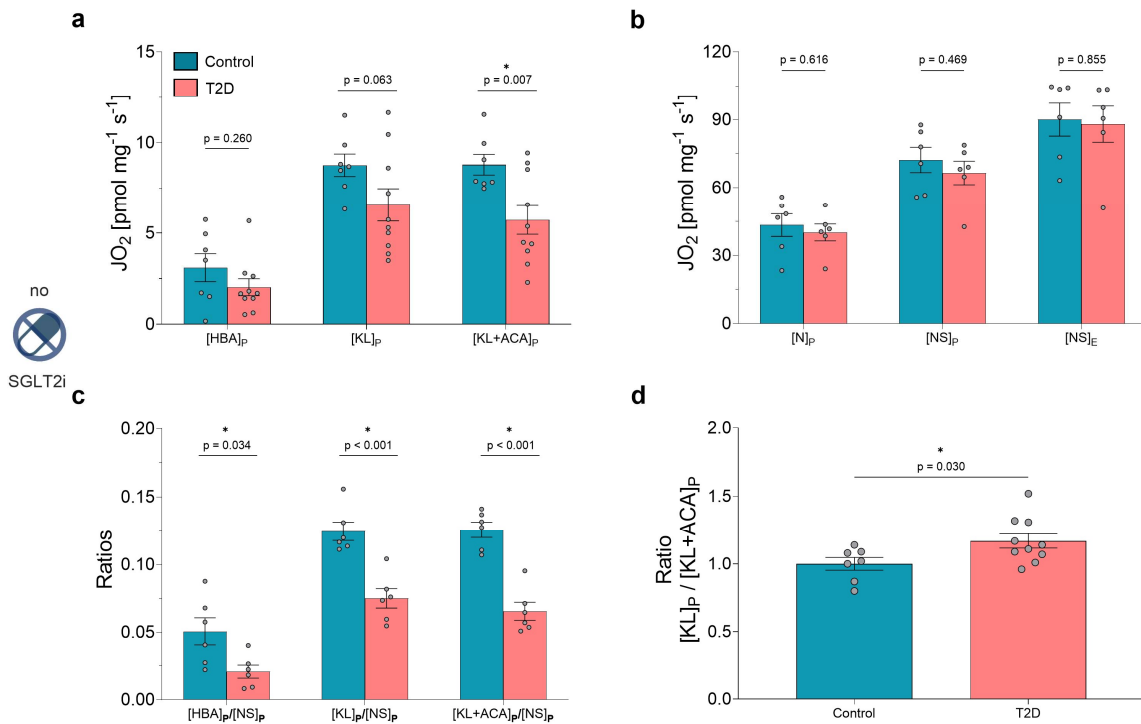 a
JO₂ [pmol mg⁻¹ s⁻¹]
15
10
5
0
Control
T2D
p = 0.260
p = 0.063
*
p = 0.007
[HBA]P
[KL]P
[KL+ACA]P
b
JO₂ [pmol mg⁻¹ s⁻¹]
120
90
60
30
0
p = 0.616
p = 0.469
p = 0.855
[N]P
[NS]P
[NS]E
no
SGLT2i
c
Ratios
0.20
0.15
0.10
0.05
0.00
*
p = 0.034
*
p < 0.001
*
p < 0.001
[HBA]P/[NS]P
[KL]P/[NS]P
[KL+ACA]P/[NS]P
d
Ratio
[KL]P / [KL+ACA]P
2.0
1.5
1.0
0.5
0.0
*
p = 0.030
Control
T2D